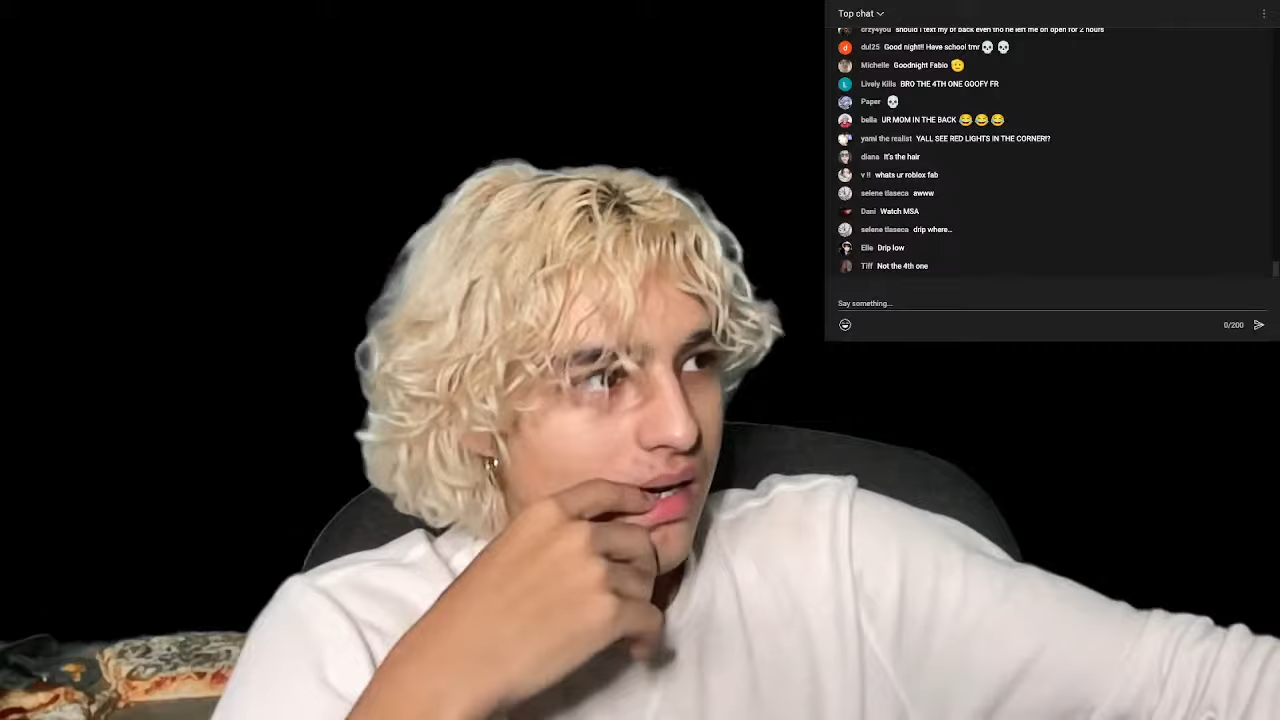 Top chat
crzy4you should i text my bf back even tho he left me on open for 2 hours
d dul25 Good night!! Have school tmr
Michelle Goodnight Fabio
L Lively Kills BRO THE 4TH ONE GOOFY FR
Paper
bella UR MOM IN THE BACK
yami the realist YALL SEE RED LIGHTS IN THE CORNER!?
diana It's the hair
v !! whats ur roblox fab
selene tlaseca awww
Dani Watch MSA
selene tlaseca drip where...
Elle Drip low
Tiff Not the 4th one
Say something...
0/200